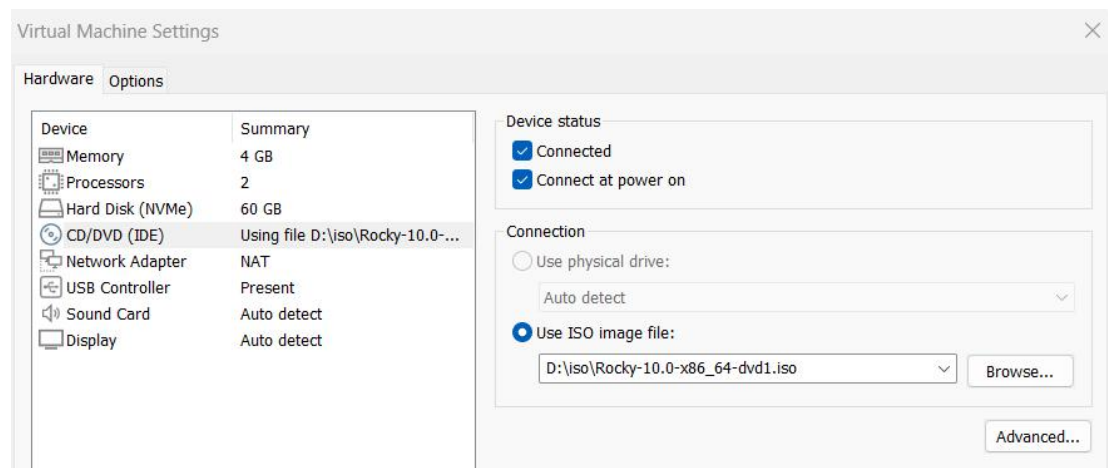 Virtual Machine Settings
Hardware Options
Device Summary
Memory 4 GB
Processors 2
Hard Disk (NVMe) 60 GB
CD/DVD (IDE) Using file D:\iso\Rocky-10.0-...
Network Adapter NAT
USB Controller Present
Sound Card Auto detect
Display Auto detect
Device status
Connected
Connect at power on
Connection
Use physical drive:
Auto detect
Use ISO image file:
D:\iso\Rocky-10.0-x86_64-dvd1.iso Browse...
Advanced...